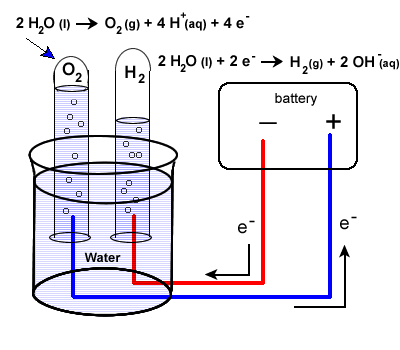 2 H₂O (l) → O₂ (g) + 4 H⁺(aq) + 4 e⁻
2 H₂O (l) + 2 e⁻ → H₂(g) + 2 OH⁻(aq)
O₂
H₂
battery
− +
e⁻
e⁻
Water